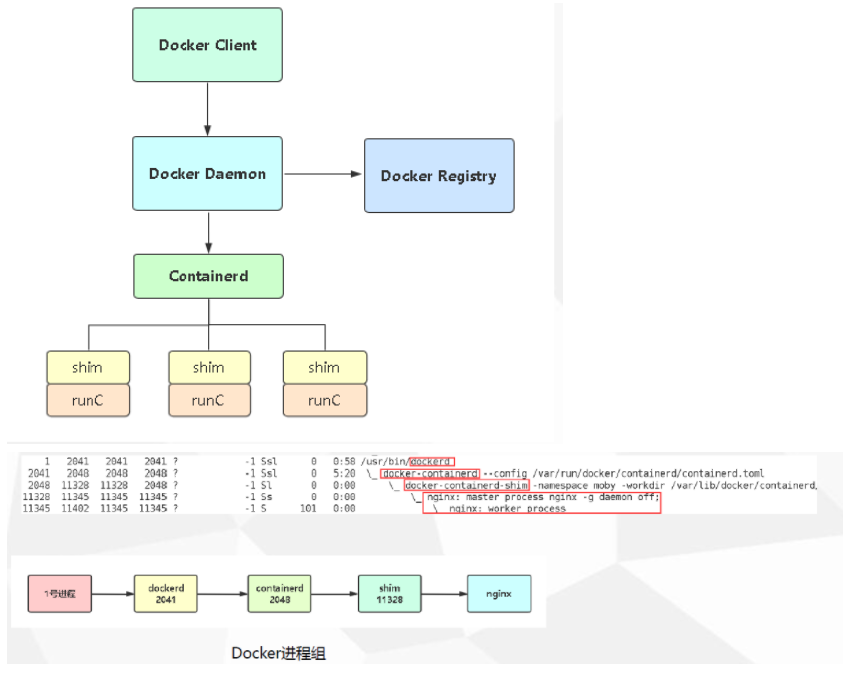 Docker Client
Docker Daemon
Docker Registry
Containerd
shim shim shim
runC runC runC
1 2041 2041 2041 ? -1 Ssl 0 0:58 /usr/bin/dockerd
2041 2048 2048 2048 ? -1 Ssl 0 5:20 \_ docker-containerd --config /var/run/docker/containerd/containerd.toml
2048 11328 11328 2048 ? -1 Sl 0 0:00 \_ docker-containerd-shim -namespace moby -workdir /var/lib/docker/containerd,
11328 11345 11345 11345 ? -1 Ss 0 0:00 \_ nginx: master process nginx -g daemon off;
11345 11402 11345 11345 ? -1 S 101 0:00 \_ nginx: worker process
1号进程
dockerd
2041
containerd
2048
shim
11328
nginx
Docker进程组